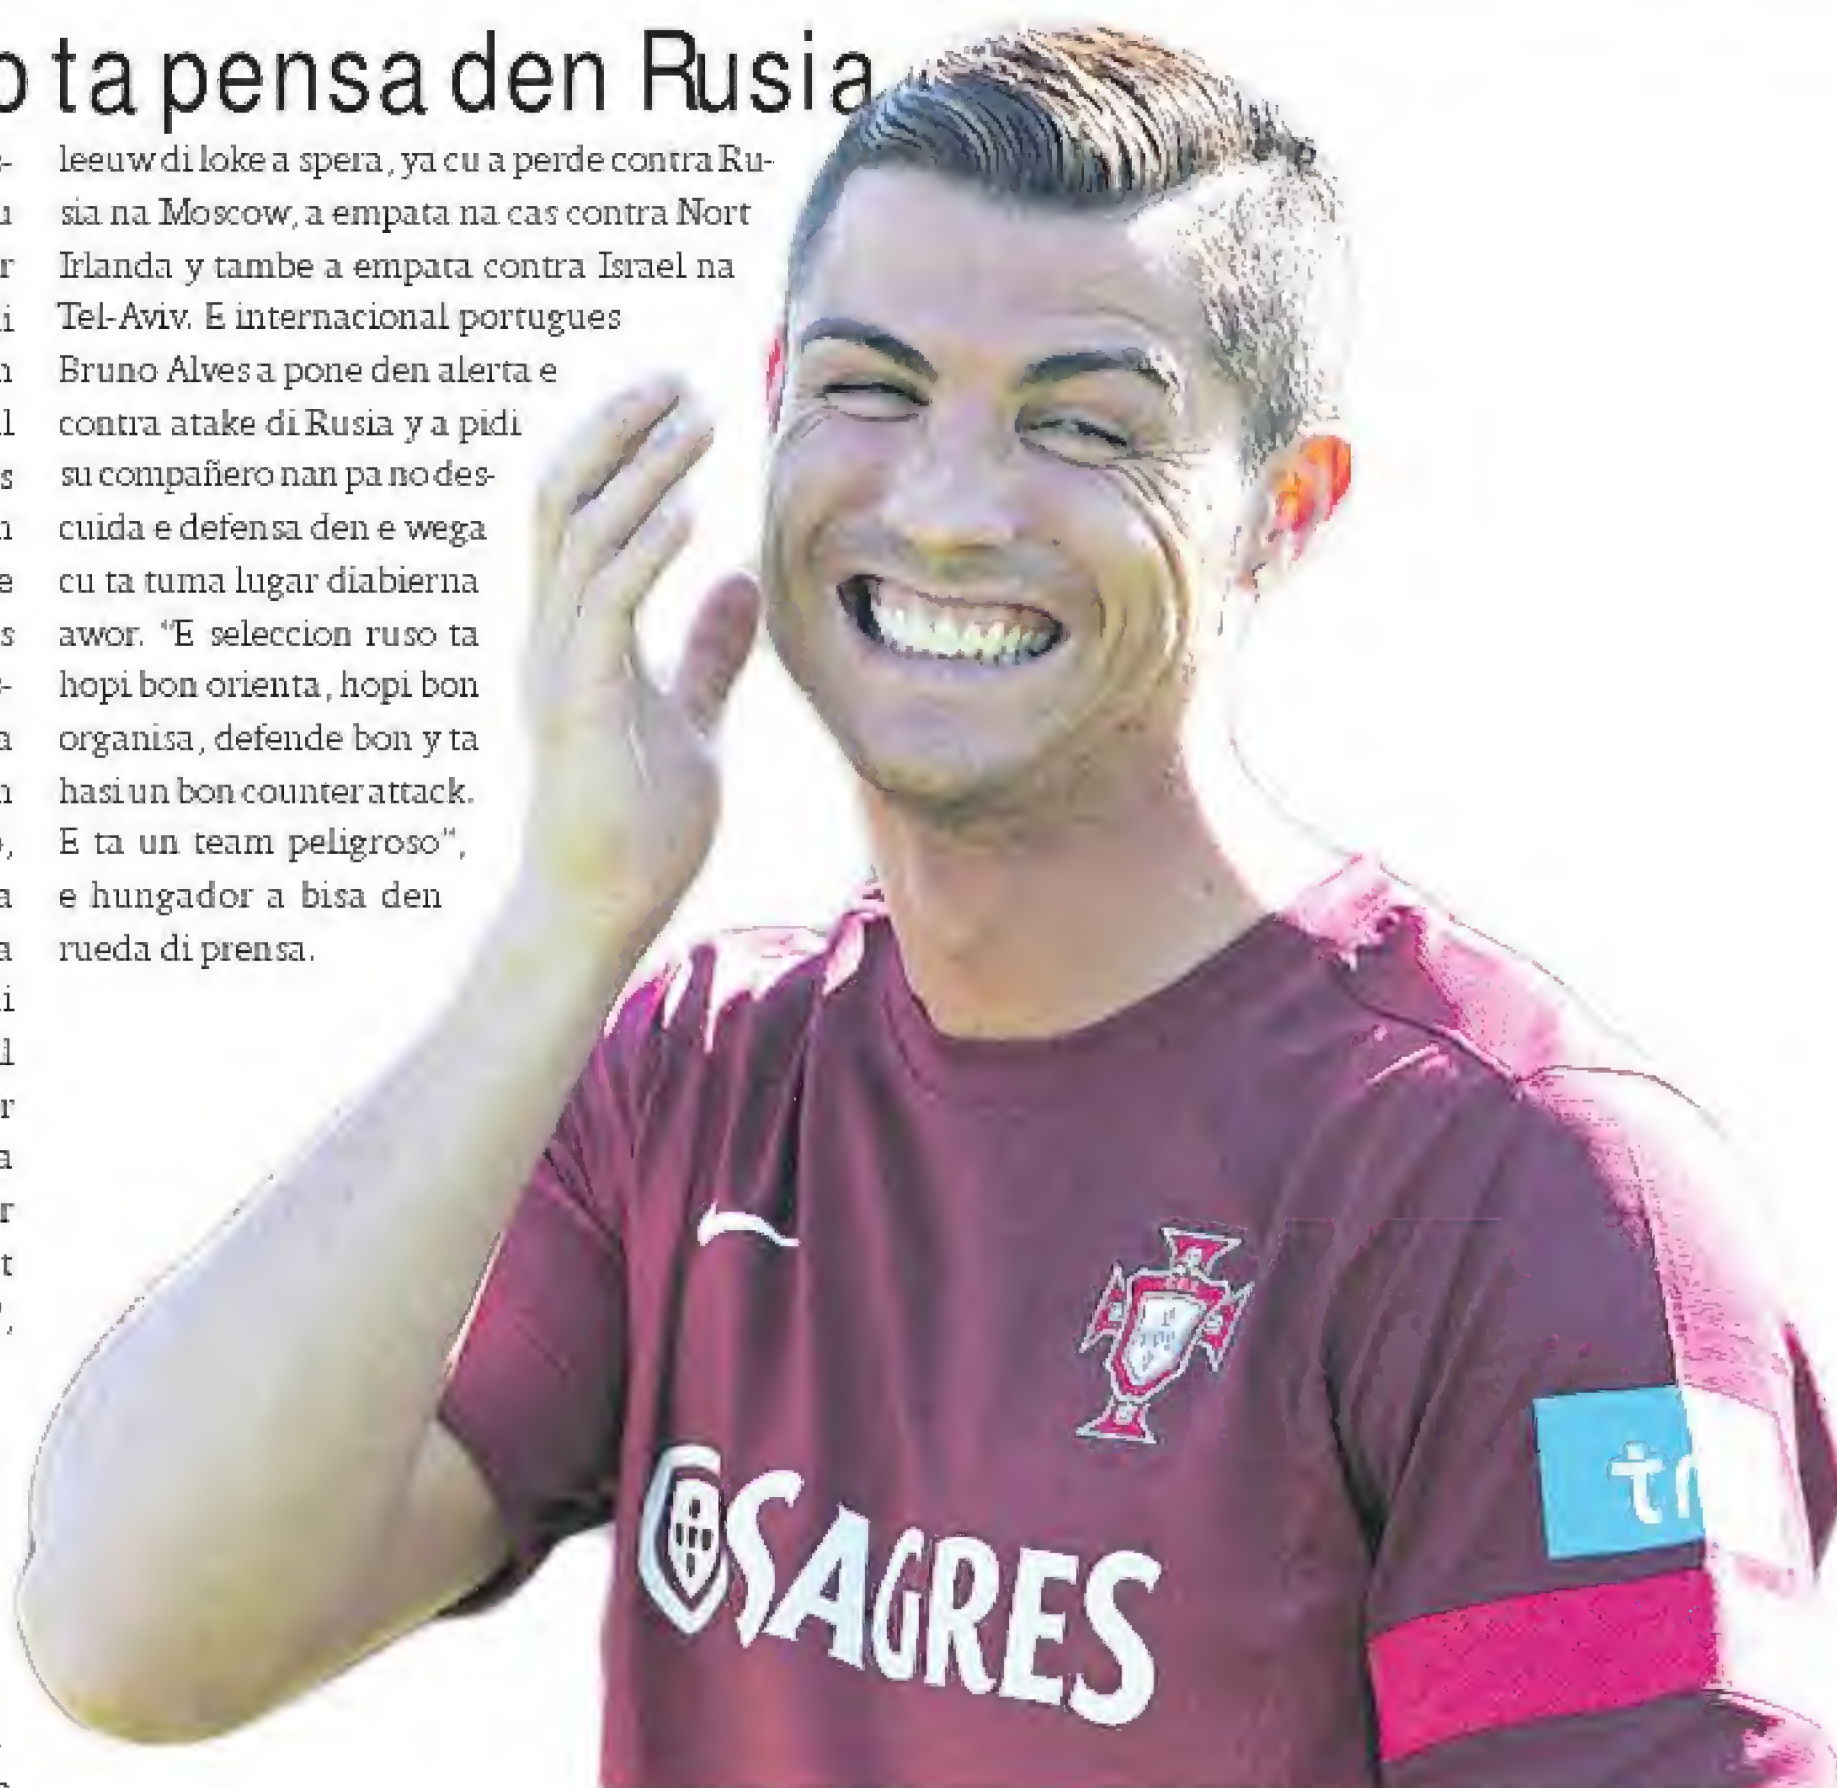 ta pensa den Rusia
leeuw di loke a spera, ya cu a perde contra Ru-
sia na Moscow, a empata na cas contra Nort
Irlanda y tambe a empata contra Israel na
Tel-Aviv. E internacional portugues
Bruno Alves a pone den alerta e
contra atake di Rusia y a pidi
su compañero nan pa no des-
cuida e defensa den e wega
cu ta tuma lugar diabierna
awor. “E seleccion ruso ta
hopi bon orienta, hopi bon
organisa, defende bon y ta
hasi un bon counter attack.
E ta un team peligroso“,
e hungador a bisa den
rueda di prensa.
SAGRES